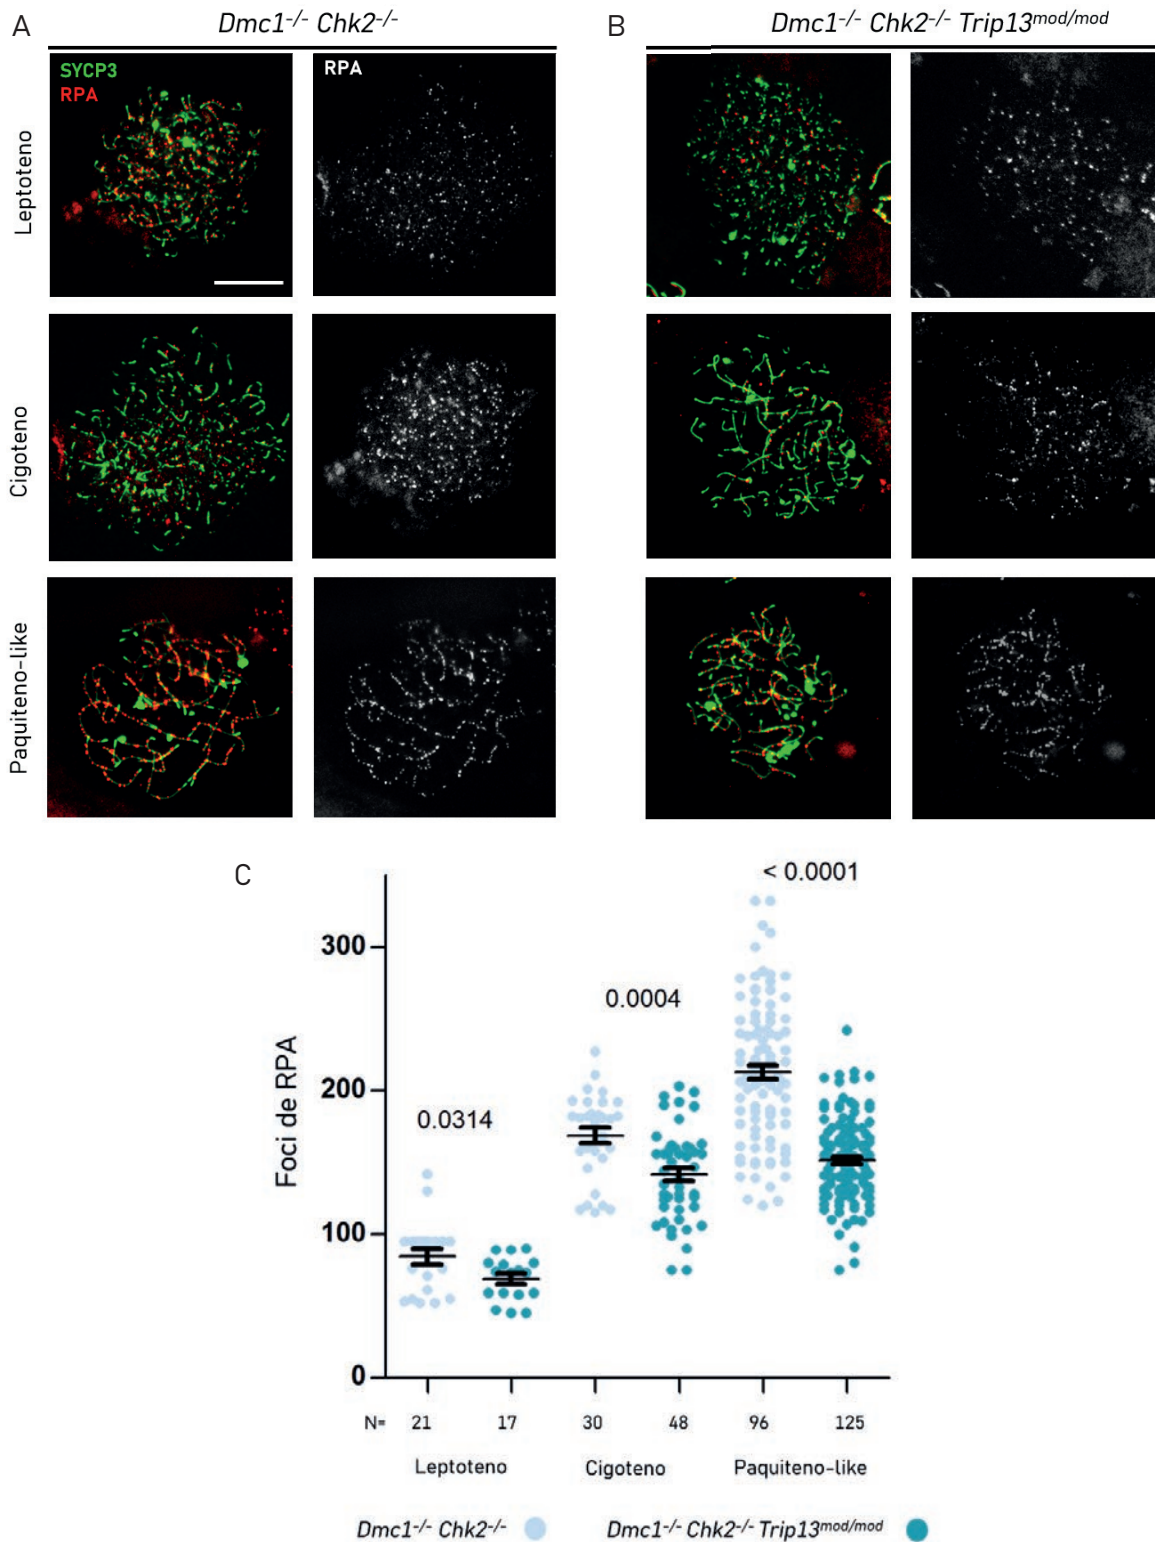 A
Dmc1-/- Chk2-/-
B
Dmc1-/- Chk2-/- Trip13mod/mod
SYCP3
RPA
RPA
Leptoteno
Cigoteno
Paquiteno-like
C
< 0.0001
0.0004
0.0314
Foci de RPA
300
200
100
0
N= 21 17 30 48 96 125
Leptoteno Cigoteno Paquiteno-like
Dmc1-/- Chk2-/- Dmc1-/- Chk2-/- Trip13mod/mod